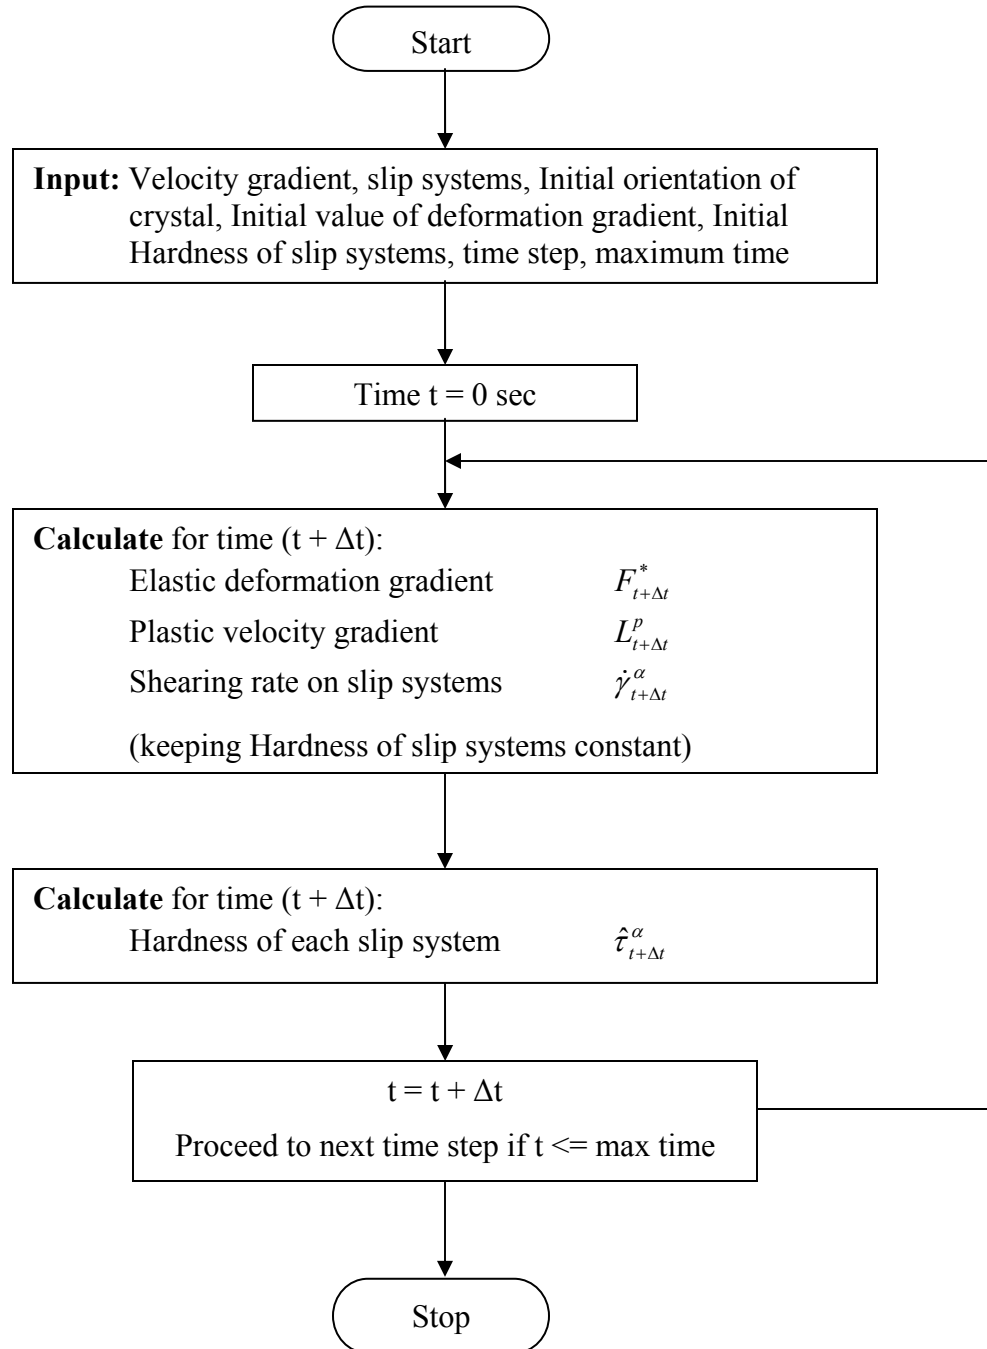 Start
Input: Velocity gradient, slip systems, Initial orientation of
crystal, Initial value of deformation gradient, Initial
Hardness of slip systems, time step, maximum time
Time t = 0 sec
Calculate for time (t + Δt):
Elastic deformation gradient F*t+Δt
Plastic velocity gradient Lᵖt+Δt
Shearing rate on slip systems γ̇ᵅt+Δt
(keeping Hardness of slip systems constant)
Calculate for time (t + Δt):
Hardness of each slip system τ̂ᵅt+Δt
t = t + Δt
Proceed to next time step if t <= max time
Stop